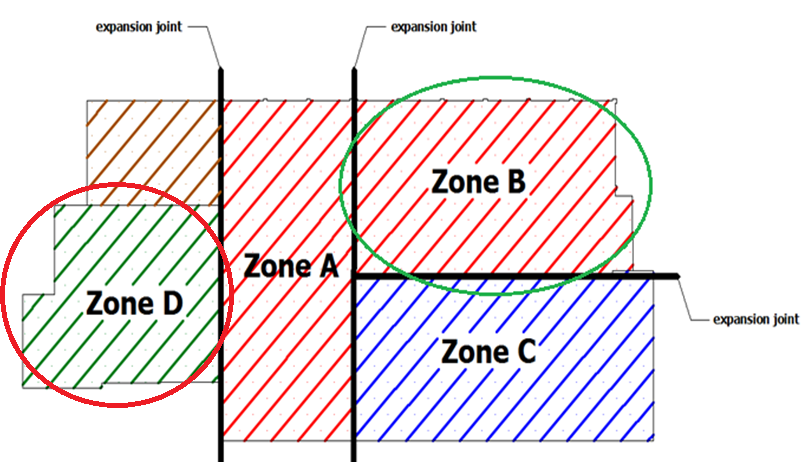 expansion joint
expansion joint
Zone B
Zone A
Zone D
expansion joint
Zone C